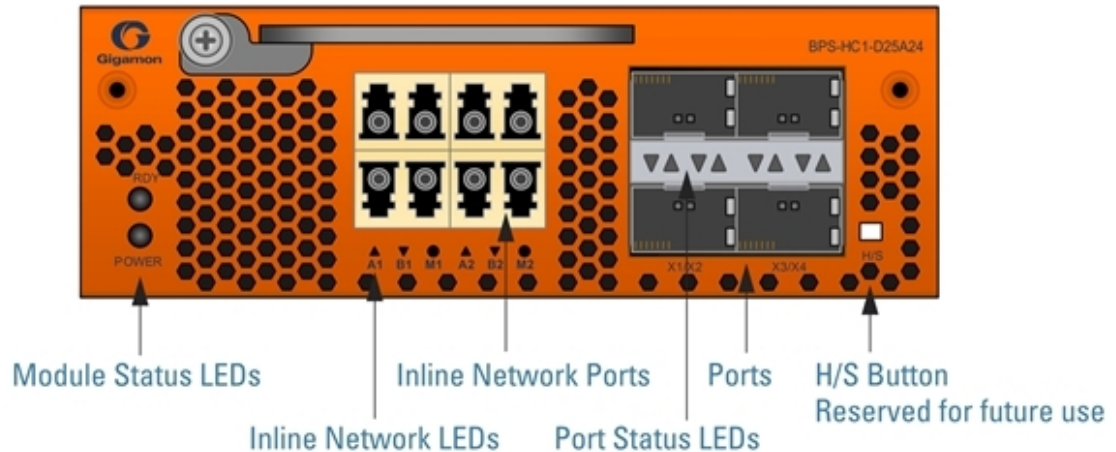 Gigamon
BPS-HC1-D25A24
RDY
POWER
A1 B1 M1 A2 B2 M2
X1/X2 X3/X4
H/S
Module Status LEDs
Inline Network Ports
Ports
H/S Button
Reserved for future use
Inline Network LEDs
Port Status LEDs